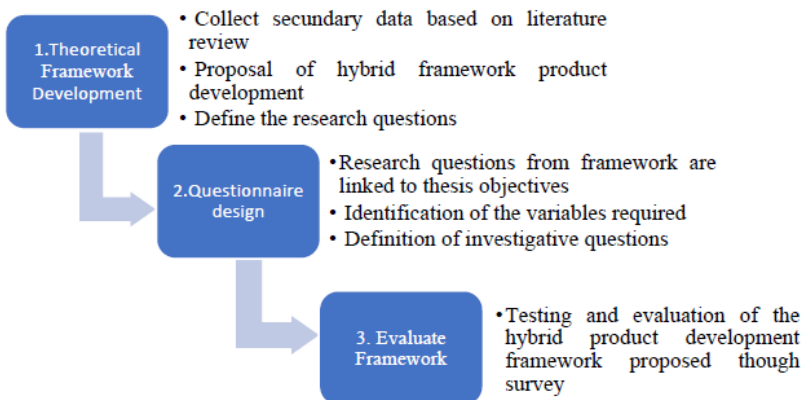 1.Theoretical
Framework
Development
• Collect secundary data based on literature
review
• Proposal of hybrid framework product
development
• Define the research questions
2.Questionnaire
design
•Research questions from framework are
linked to thesis objectives
• Identification of the variables required
• Definition of investigative questions
3. Evaluate
Framework
•Testing and evaluation of the
hybrid product development
framework proposed though
survey